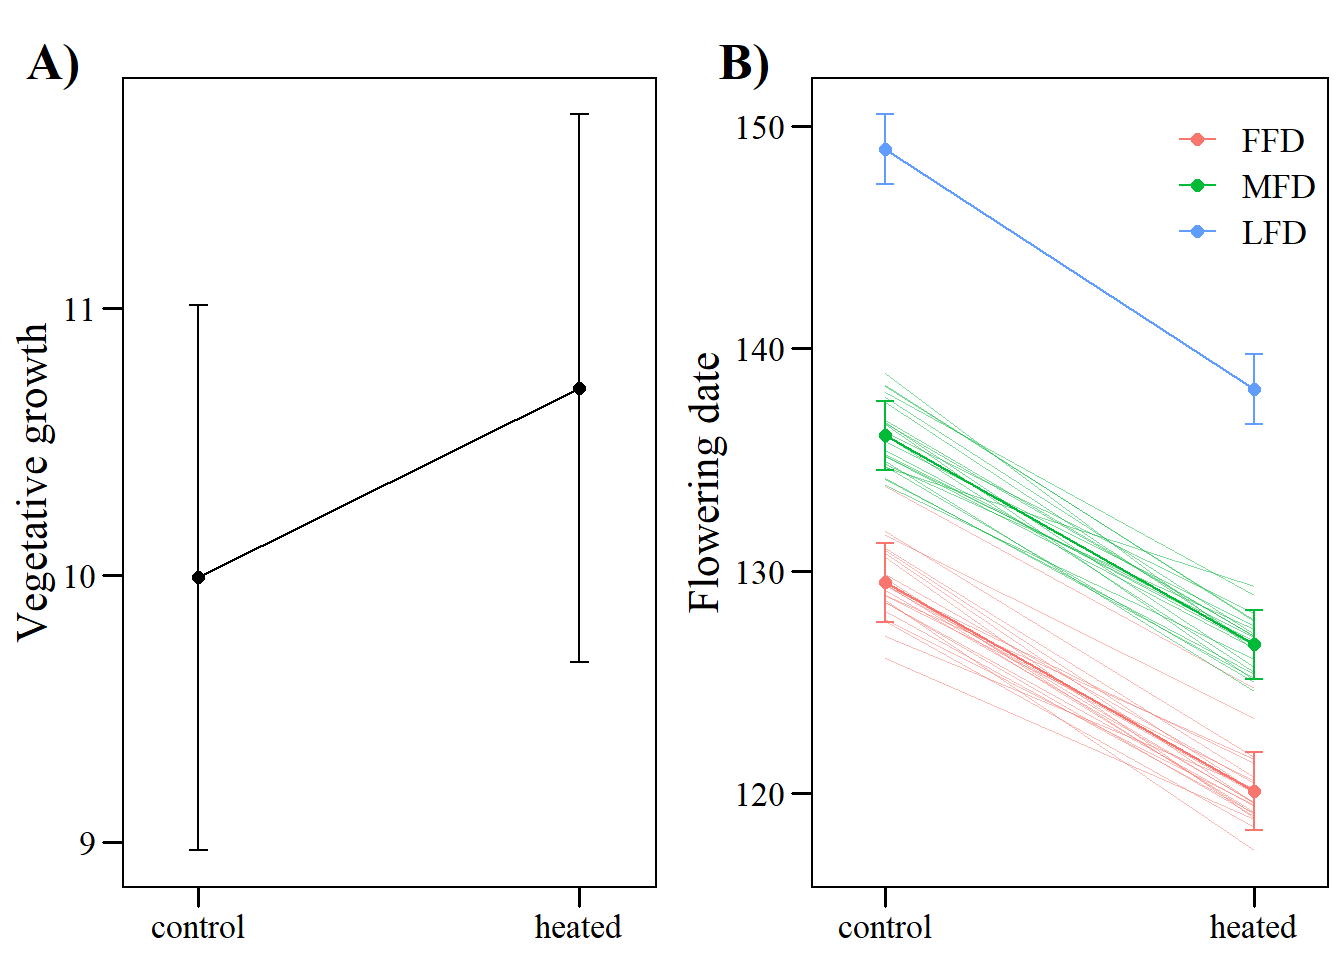 A)
Vegetative growth
11
10
9
control heated
B)
Flowering date
150
140
130
120
FFD
MFD
LFD
control heated